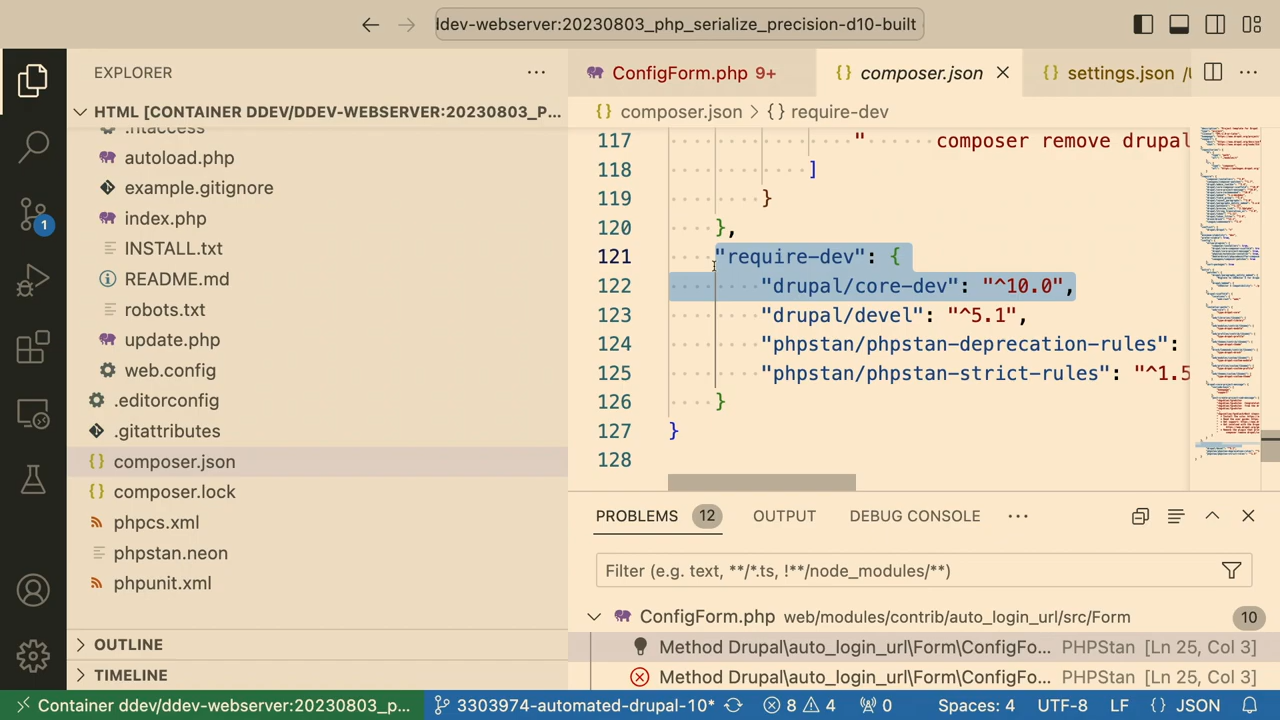 ddev-webserver:20230803_php_serialize_precision-d10-built
EXPLORER
HTML [CONTAINER DDEV/DDEV-WEBSERVER:20230803_P...
.htaccess
autoload.php
example.gitignore
index.php
INSTALL.txt
README.md
robots.txt
update.php
web.config
.editorconfig
.gitattributes
composer.json
composer.lock
phpcs.xml
phpstan.neon
phpunit.xml
OUTLINE
TIMELINE
1
ConfigForm.php 9+
composer.json
settings.json /U
composer.json > {} require-dev
117 " composer remove drupal
118 ]
119 }
120 },
121 "require-dev": {
122 "drupal/core-dev": "^10.0",
123 "drupal/devel": "^5.1",
124 "phpstan/phpstan-deprecation-rules":
125 "phpstan/phpstan-strict-rules": "^1.5
126 }
127 }
128
PROBLEMS 12 OUTPUT DEBUG CONSOLE ...
Filter (e.g. text, **/*.ts, !**/node_modules/**)
ConfigForm.php web/modules/contrib/auto_login_url/src/Form 10
Method Drupal\auto_login_url\Form\ConfigFo... PHPStan [Ln 25, Col 3]
Method Drupal\auto_login_url\Form\ConfigFo... PHPStan [Ln 25, Col 3]
Container ddev/ddev-webserver:20230803_p... 3303974-automated-drupal-10* 8 4 0 Spaces: 4 UTF-8 LF {} JSON